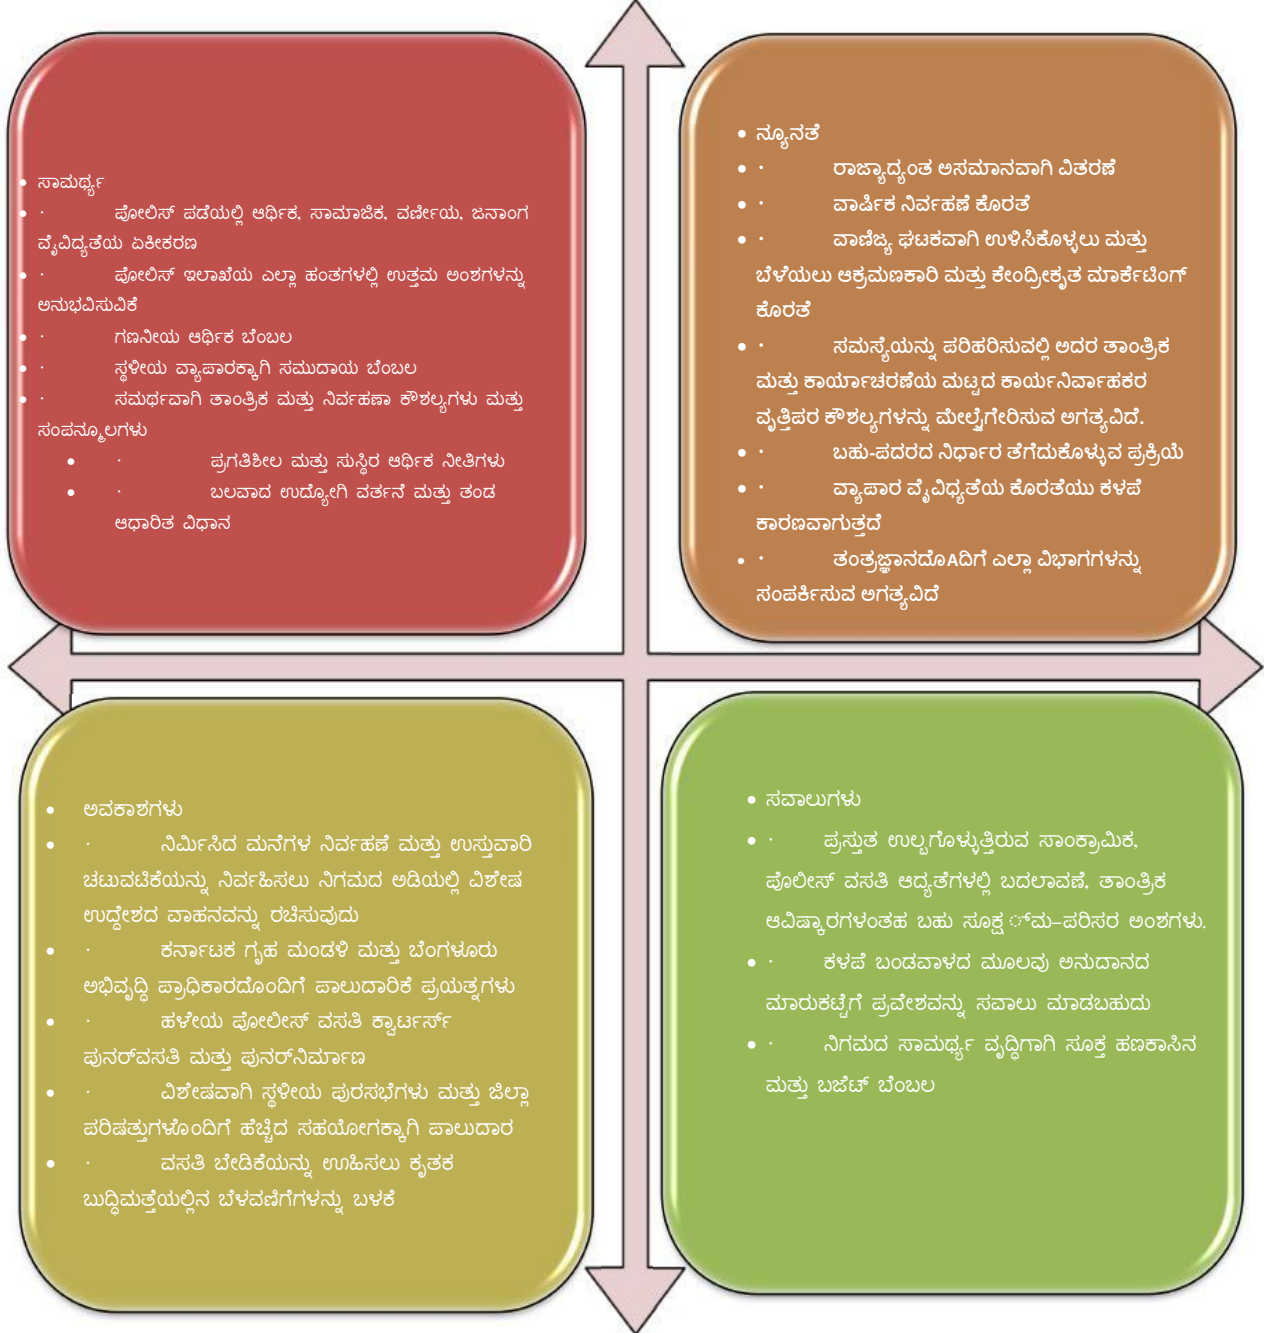 • ಸಾಮರ್ಥ್ಯ
• · ಪೋಲಿಸ್ ಪಡೆಯಲ್ಲಿ ಆರ್ಥಿಕ, ಸಾಮಾಜಿಕ, ವರ್ಣೀಯ, ಜನಾಂಗ
ವೈವಿದ್ಯತೆಯ ಏಕೀಕರಣ
• · ಪೋಲಿಸ್ ಇಲಾಖೆಯ ಎಲ್ಲಾ ಹಂತಗಳಲ್ಲಿ ಉತ್ತಮ ಅಂಶಗಳನ್ನು
ಅನುಭವಿಸುವಿಕೆ
• · ಗಣನೀಯ ಆರ್ಥಿಕ ಬೆಂಬಲ
• · ಸ್ಥಳೀಯ ವ್ಯಾಪಾರಕ್ಕಾಗಿ ಸಮುದಾಯ ಬೆಂಬಲ
• · ಸಮರ್ಥವಾಗಿ ತಾಂತ್ರಿಕ ಮತ್ತು ನಿರ್ವಹಣಾ ಕೌಶಲ್ಯಗಳು ಮತ್ತು
ಸಂಪನ್ಮೂಲಗಳು
• · ಪ್ರಗತಿಶೀಲ ಮತ್ತು ಸುಸ್ಥಿರ ಆರ್ಥಿಕ ನೀತಿಗಳು
• · ಬಲವಾದ ಉದ್ಯೋಗಿ ವರ್ತನೆ ಮತ್ತು ತಂಡ
ಆಧಾರಿತ ವಿಧಾನ
• ನ್ಯೂನತೆ
• · ರಾಜ್ಯಾದ್ಯಂತ ಅಸಮಾನವಾಗಿ ವಿತರಣೆ
• · ವಾರ್ಷಿಕ ನಿರ್ವಹಣೆ ಕೊರತೆ
• · ವಾಣಿಜ್ಯ ಘಟಕವಾಗಿ ಉಳಿಸಿಕೊಳ್ಳಲು ಮತ್ತು
ಬೆಳೆಯಲು ಆಕ್ರಮಣಕಾರಿ ಮತ್ತು ಕೇಂದ್ರೀಕೃತ ಮಾರ್ಕೆಟಿಂಗ್
ಕೊರತೆ
• · ಸಮಸ್ಯೆಯನ್ನು ಪರಿಹರಿಸುವಲ್ಲಿ ಅದರ ತಾಂತ್ರಿಕ
ಮತ್ತು ಕಾರ್ಯಾಚರಣೆಯ ಮಟ್ಟದ ಕಾರ್ಯನಿರ್ವಾಹಕರ
ವೃತ್ತಿಪರ ಕೌಶಲ್ಯಗಳನ್ನು ಮೇಲ್ದೈಗೇರಿಸುವ ಅಗತ್ಯವಿದೆ.
• · ಬಹು-ಪದರದ ನಿರ್ಧಾರ ತೆಗೆದುಕೊಳ್ಳುವ ಪ್ರಕ್ರಿಯೆ
• · ವ್ಯಾಪಾರ ವೈವಿಧ್ಯತೆಯ ಕೊರತೆಯು ಕಳಪೆ
ಕಾರಣವಾಗುತ್ತದೆ
• · ತಂತ್ರಜ್ಞಾನದೊAದಿಗೆ ಎಲ್ಲಾ ವಿಭಾಗಗಳನ್ನು
ಸಂಪರ್ಕಿಸುವ ಅಗತ್ಯವಿದೆ
• ಅವಕಾಶಗಳು
• · ನಿರ್ಮಿಸಿದ ಮನೆಗಳ ನಿರ್ವಹಣೆ ಮತ್ತು ಉಸ್ತುವಾರಿ
ಚಟುವಟಿಕೆಯನ್ನು ನಿರ್ವಹಿಸಲು ನಿಗಮದ ಅಡಿಯಲ್ಲಿ ವಿಶೇಷ
ಉದ್ದೇಶದ ವಾಹನವನ್ನು ರಚಿಸುವುದು
• · ಕರ್ನಾಟಕ ಗೃಹ ಮಂಡಳಿ ಮತ್ತು ಬೆಂಗಳೂರು
ಅಭಿವೃದ್ಧಿ ಪ್ರಾಧಿಕಾರದೊಂದಿಗೆ ಪಾಲುದಾರಿಕೆ ಪ್ರಯತ್ನಗಳು
• · ಹಳೇಯ ಪೋಲೀಸ್ ವಸತಿ ಕ್ವಾರ್ಟರ್ಸ್
ಪುನರ್‌ವಸತಿ ಮತ್ತು ಪುನರ್‌ನಿರ್ಮಾಣ
• · ವಿಶೇಷವಾಗಿ ಸ್ಥಳೀಯ ಪುರಸಭೆಗಳು ಮತ್ತು ಜಿಲ್ಲಾ
ಪರಿಷತ್ತುಗಳೊಂದಿಗೆ ಹೆಚ್ಚಿದ ಸಹಯೋಗಕ್ಕಾಗಿ ಪಾಲುದಾರ
• · ವಸತಿ ಬೇಡಿಕೆಯನ್ನು ಊಹಿಸಲು ಕೃತಕ
ಬುದ್ಧಿಮತ್ತೆಯಲ್ಲಿನ ಬೆಳವಣಿಗೆಗಳನ್ನು ಬಳಕೆ
• ಸವಾಲುಗಳು
• · ಪ್ರಸ್ತುತ ಉಲ್ಬಗೊಳ್ಳುತ್ತಿರುವ ಸಾಂಕ್ರಾಮಿಕ,
ಪೊಲೀಸ್ ವಸತಿ ಆದ್ಯತೆಗಳಲ್ಲಿ ಬದಲಾವಣೆ, ತಾಂತ್ರಿಕ
ಆವಿಷ್ಕಾರಗಳಂತಹ ಬಹು ಸೂಕ್ಷ ್ಮ-ಪರಿಸರ ಅಂಶಗಳು.
• · ಕಳಪೆ ಬಂಡವಾಳದ ಮೂಲವು ಅನುದಾನದ
ಮಾರುಕಟ್ಟೆಗೆ ಪ್ರವೇಶವನ್ನು ಸವಾಲು ಮಾಡಬಹುದು
• · ನಿಗಮದ ಸಾಮರ್ಥ್ಯ ವೃದ್ಧಿಗಾಗಿ ಸೂಕ್ತ ಹಣಕಾಸಿನ
ಮತ್ತು ಬಜೆಟ್ ಬೆಂಬಲ